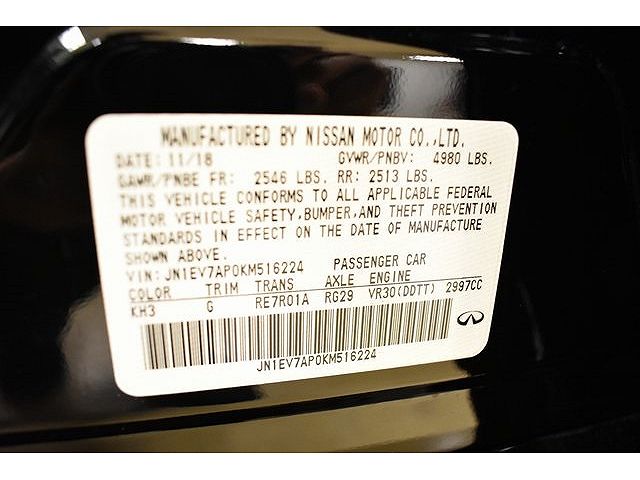 MANUFACTURED BY NISSAN MOTOR CO.,LTD.
DATE: 11/18 GVWR/PNBV: 4980 LBS.
GAWR/PNBE FR: 2546 LBS. RR: 2513 LBS.
THIS VEHICLE CONFORMS TO ALL APPLICABLE FEDERAL
MOTOR VEHICLE SAFETY, BUMPER, AND THEFT PREVENTION
STANDARDS IN EFFECT ON THE DATE OF MANUFACTURE
SHOWN ABOVE.
VIN: JN1EV7AP0KM516224 PASSENGER CAR
COLOR TRIM TRANS AXLE ENGINE
KH3 G RE7R01A RG29 VR30(DDTT) 2997CC
JN1EV7AP0KM516224